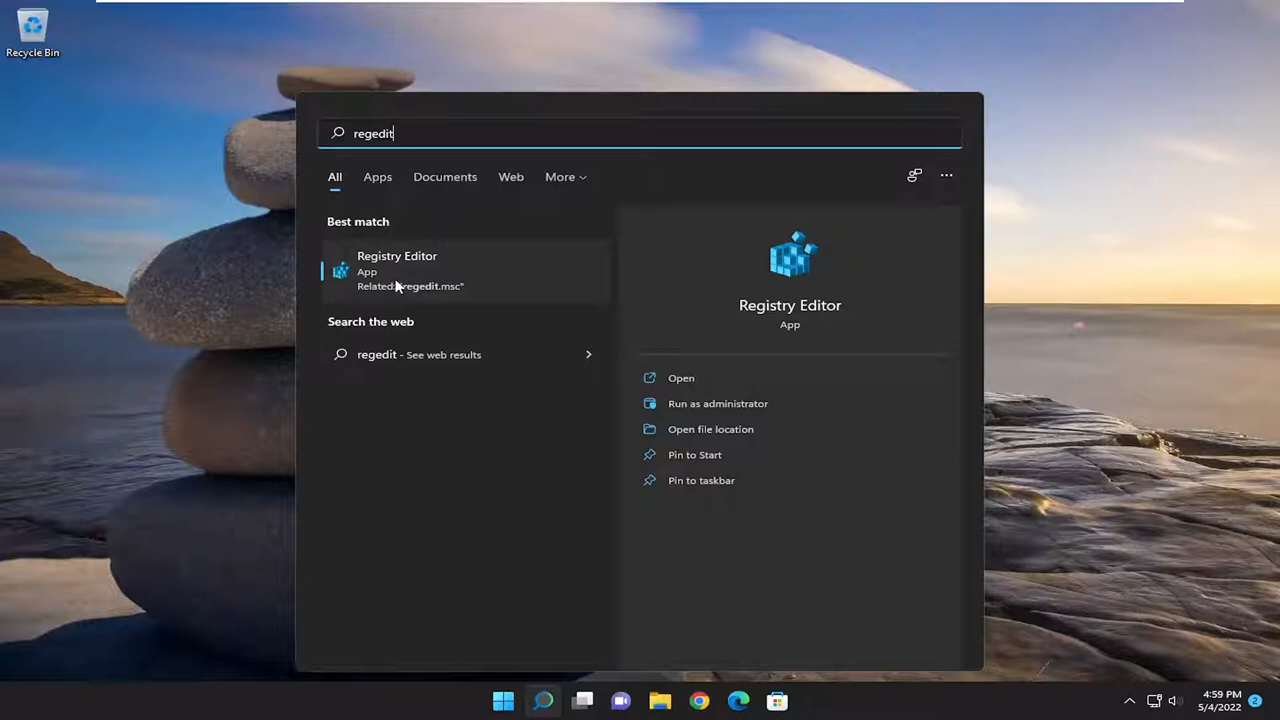 Recycle Bin
regedit
All Apps Documents Web More
Best match
Registry Editor
App
Related: "regedit.msc"
Search the web
regedit - See web results
Registry Editor
App
Open
Run as administrator
Open file location
Pin to Start
Pin to taskbar
4:59 PM
5/4/2022
2